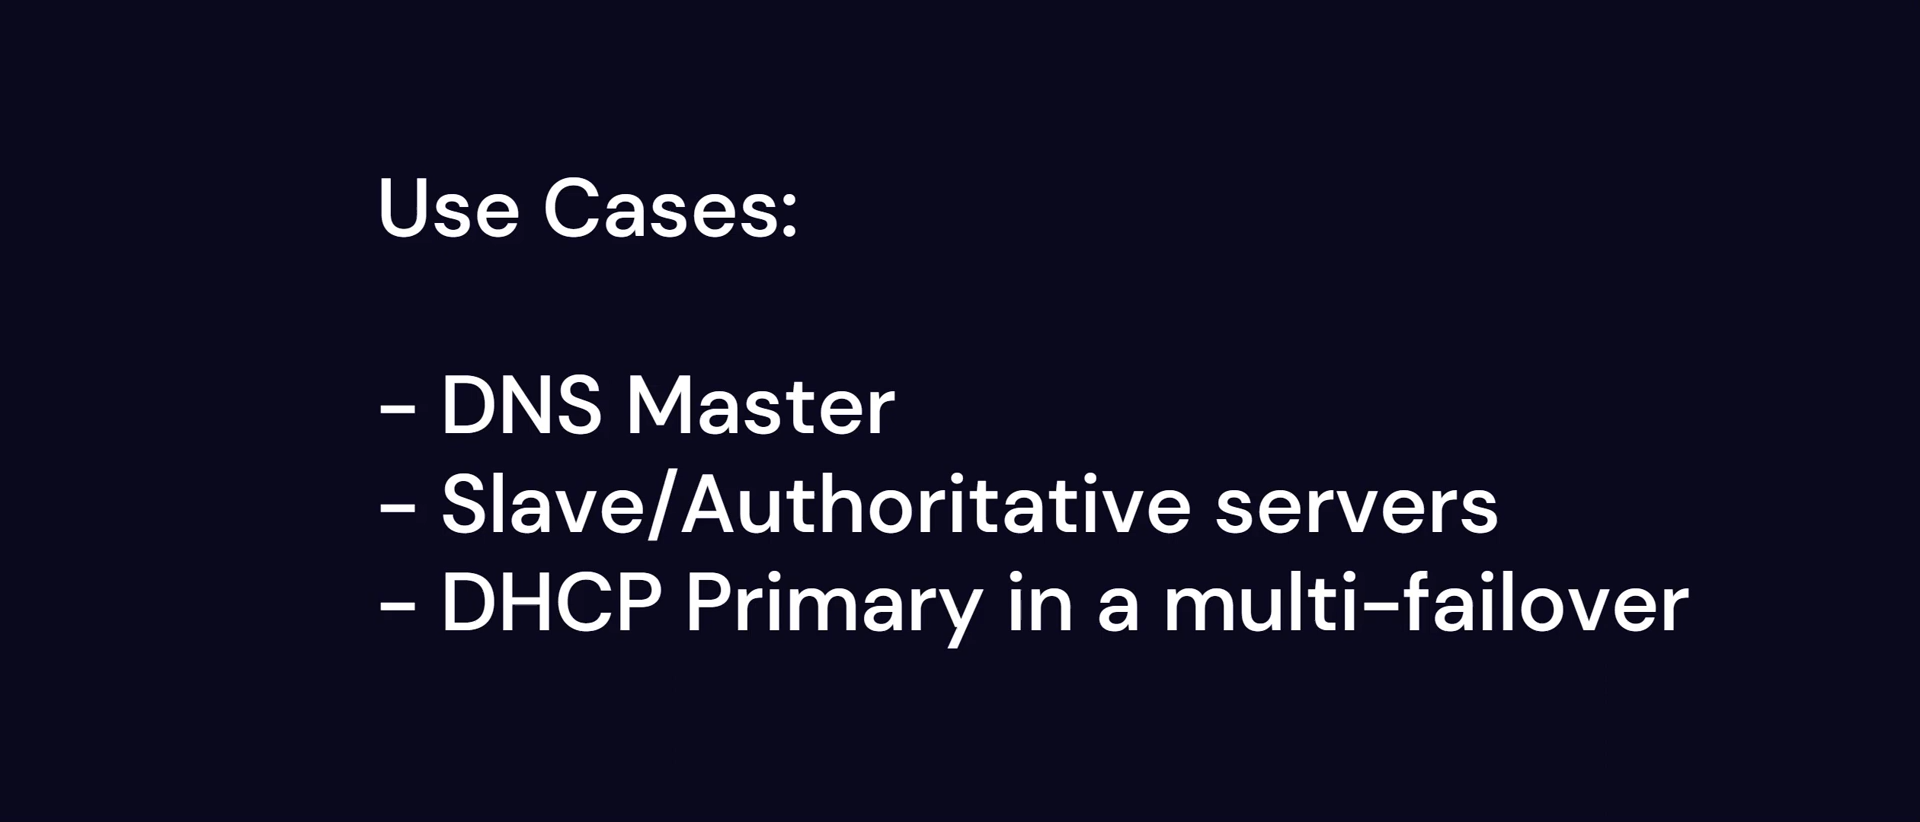 Use Cases:
- DNS Master
- Slave/Authoritative servers
- DHCP Primary in a multi-failover